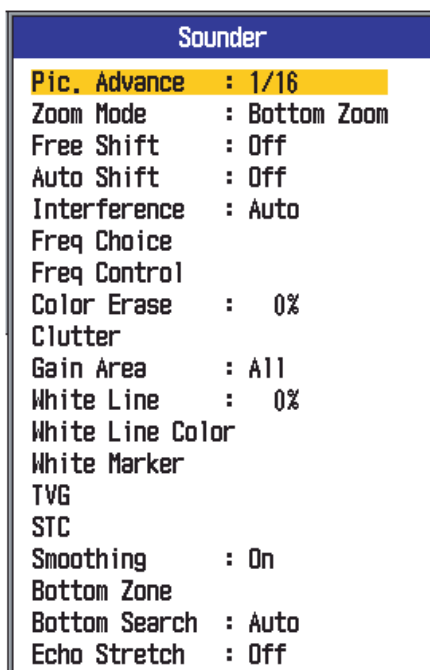 Sounder
Pic. Advance : 1/16
Zoom Mode : Bottom Zoom
Free Shift : Off
Auto Shift : Off
Interference : Auto
Freq Choice
Freq Control
Color Erase : 0%
Clutter
Gain Area : All
White Line : 0%
White Line Color
White Marker
TVG
STC
Smoothing : On
Bottom Zone
Bottom Search : Auto
Echo Stretch : Off